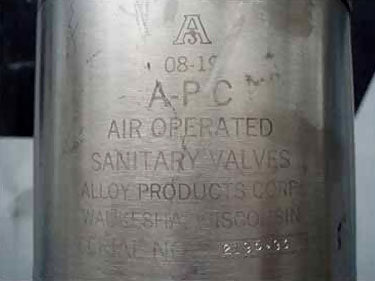 A
08-19
A-P C
AIR OPERATED
SANITARY VALVES
ALLOY PRODUCTS CORP
WAUKESHA, WISCONSIN
SERIAL NO.